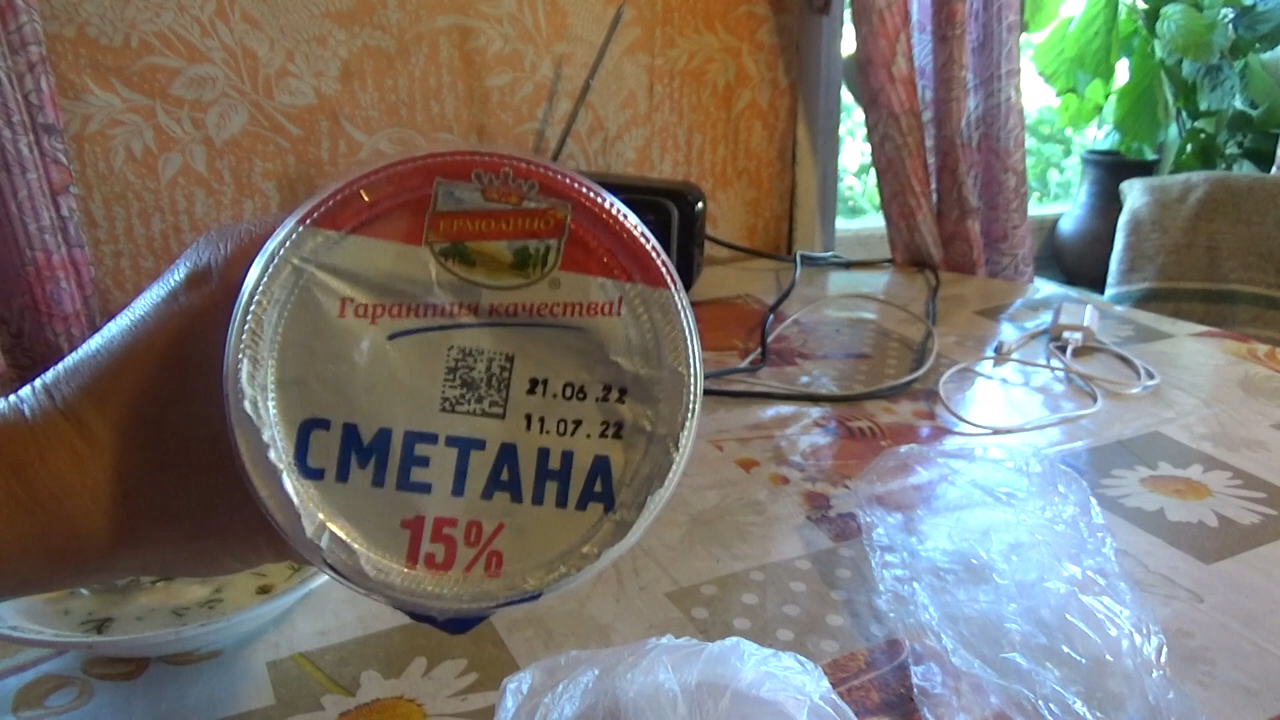 ЕРМОЛИНО
®
Гарантия качества!
21.06.22
11.07.22
СМЕТАНА
15%